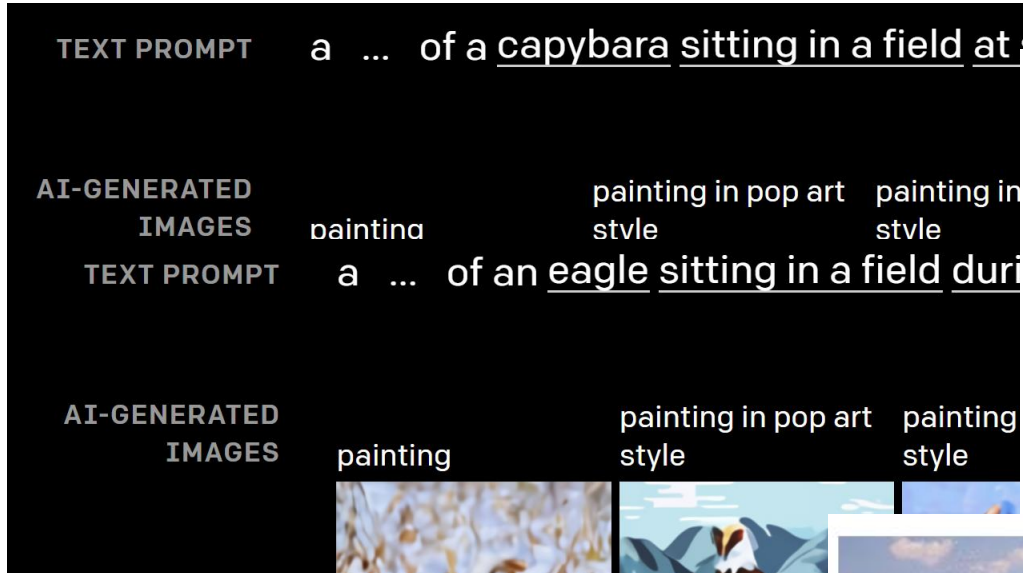 TEXT PROMPT a ... of a capybara sitting in a field at
AI-GENERATED
IMAGES
painting
painting in pop art
style
painting in
style
TEXT PROMPT a ... of an eagle sitting in a field duri
AI-GENERATED
IMAGES
painting
painting in pop art
style
painting
style